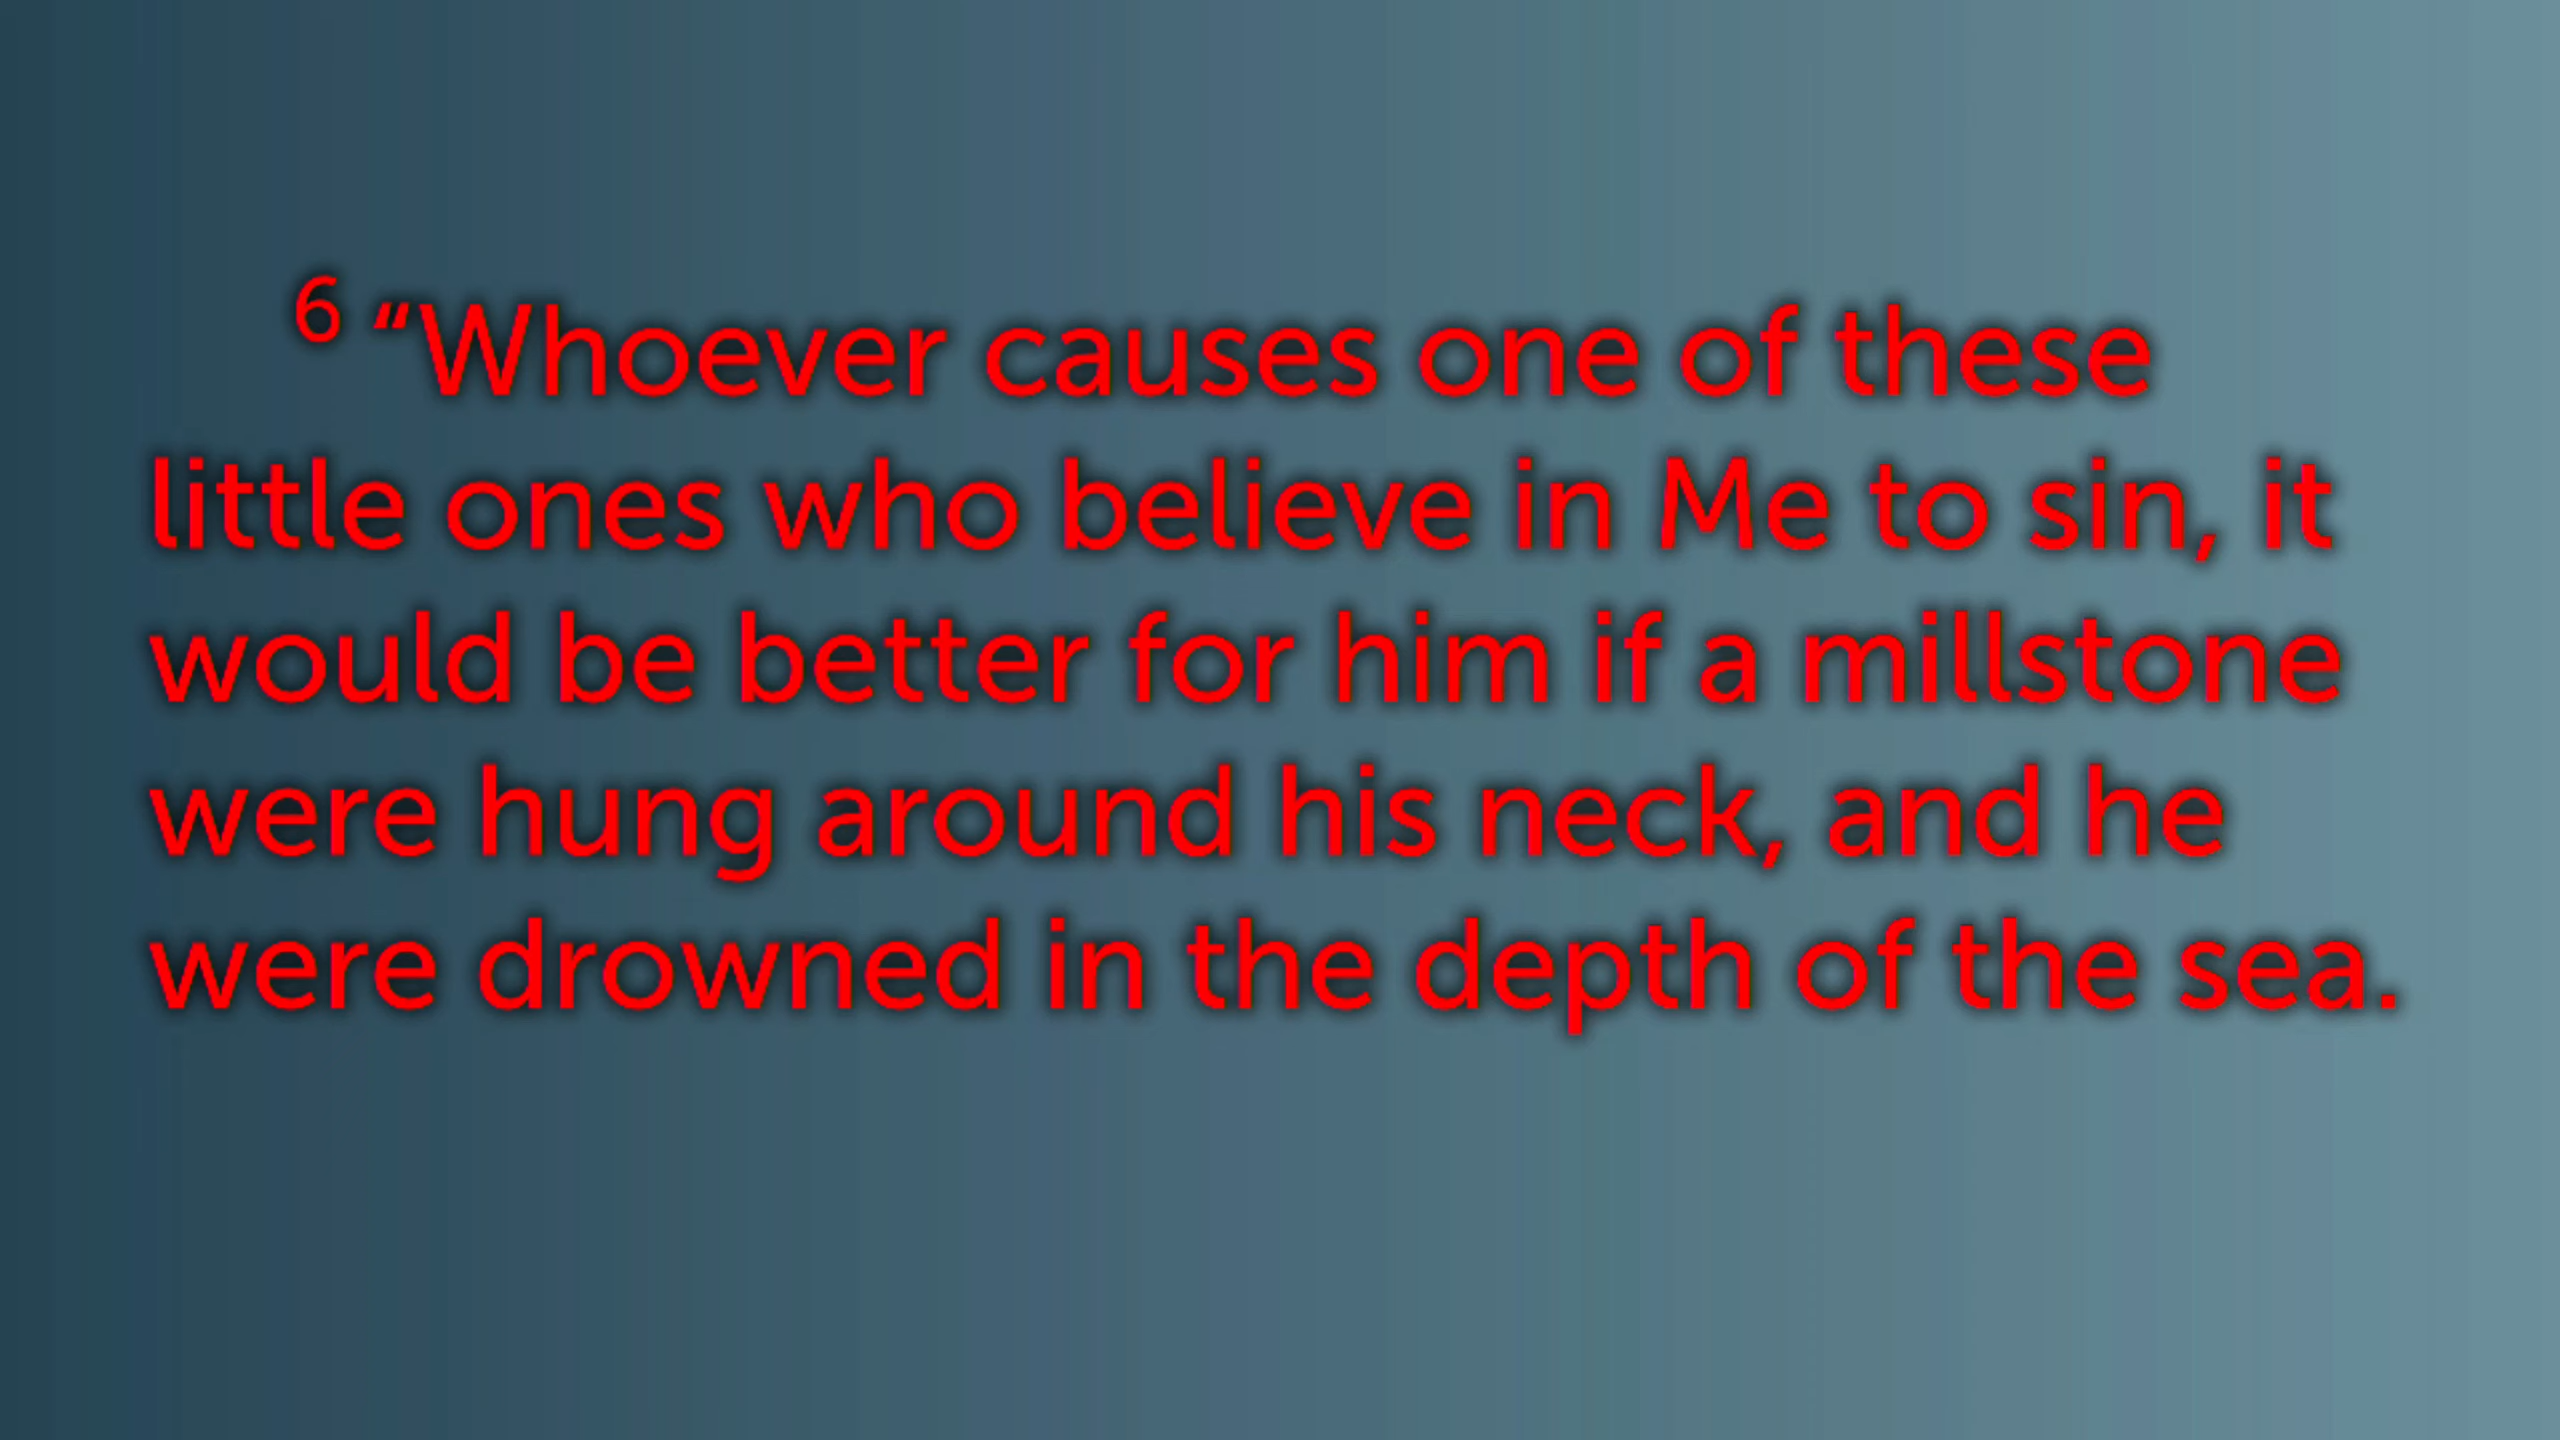 6 “Whoever causes one of these
little ones who believe in Me to sin, it
would be better for him if a millstone
were hung around his neck, and he
were drowned in the depth of the sea.